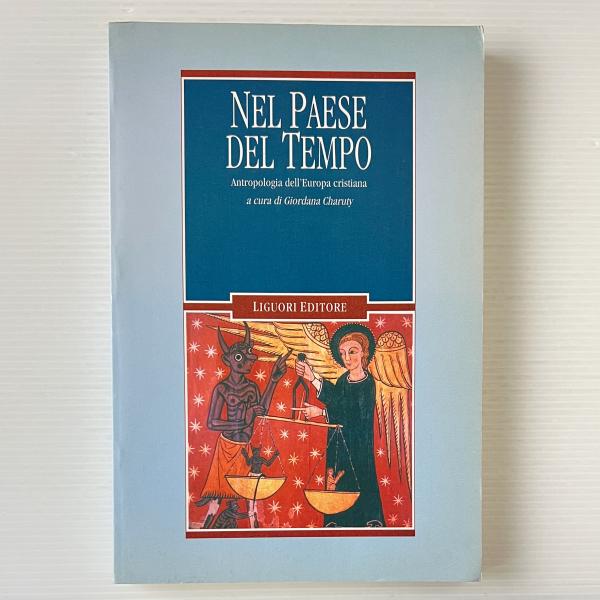 NEL PAESE
DEL TEMPO
Antropologia dell'Europa cristiana
a cura di Giordana Charuty
LIGUORI EDITORE